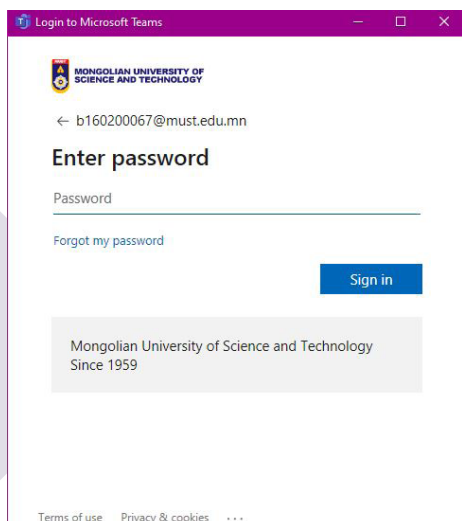 Login to Microsoft Teams
MONGOLIAN UNIVERSITY OF
SCIENCE AND TECHNOLOGY
← b160200067@must.edu.mn
Enter password
Password
Forgot my password
Sign in
Mongolian University of Science and Technology
Since 1959
Terms of use Privacy & cookies ...